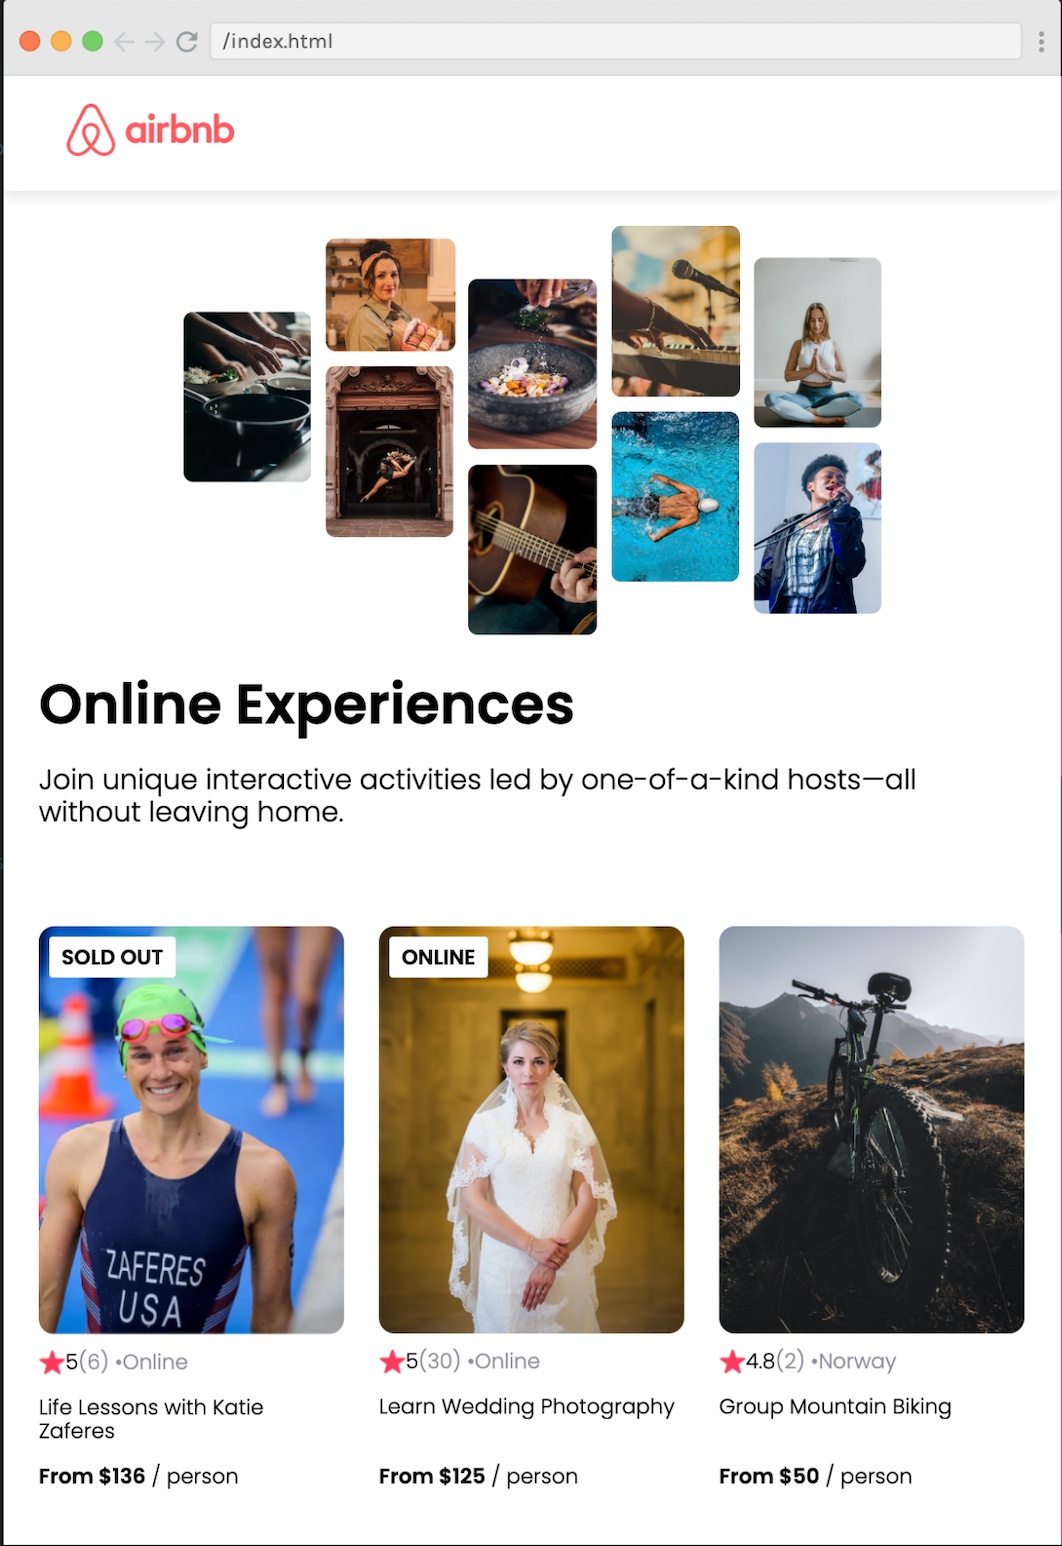 /index.html
airbnb
Online Experiences
Join unique interactive activities led by one-of-a-kind hosts—all
without leaving home.
SOLD OUT
ZAFERES
USA
5(6) •Online
Life Lessons with Katie
Zaferes
From $136 / person
ONLINE
5(30) •Online
Learn Wedding Photography
From $125 / person
4.8(2) •Norway
Group Mountain Biking
From $50 / person